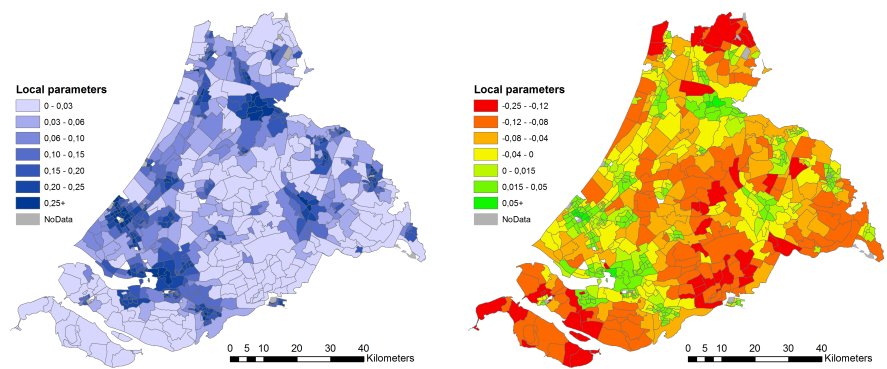 Local parameters
0 - 0,03
0,03 - 0,06
0,06 - 0,10
0,10 - 0,15
0,15 - 0,20
0,20 - 0,25
0,25+
NoData
0 5 10 20 30 40
Kilometers
Local parameters
-0,25 - -0,12
-0,12 - -0,08
-0,08 - -0,04
-0,04 - 0
0 - 0,015
0,015 - 0,05
0,05+
NoData
0 5 10 20 30 40
Kilometers